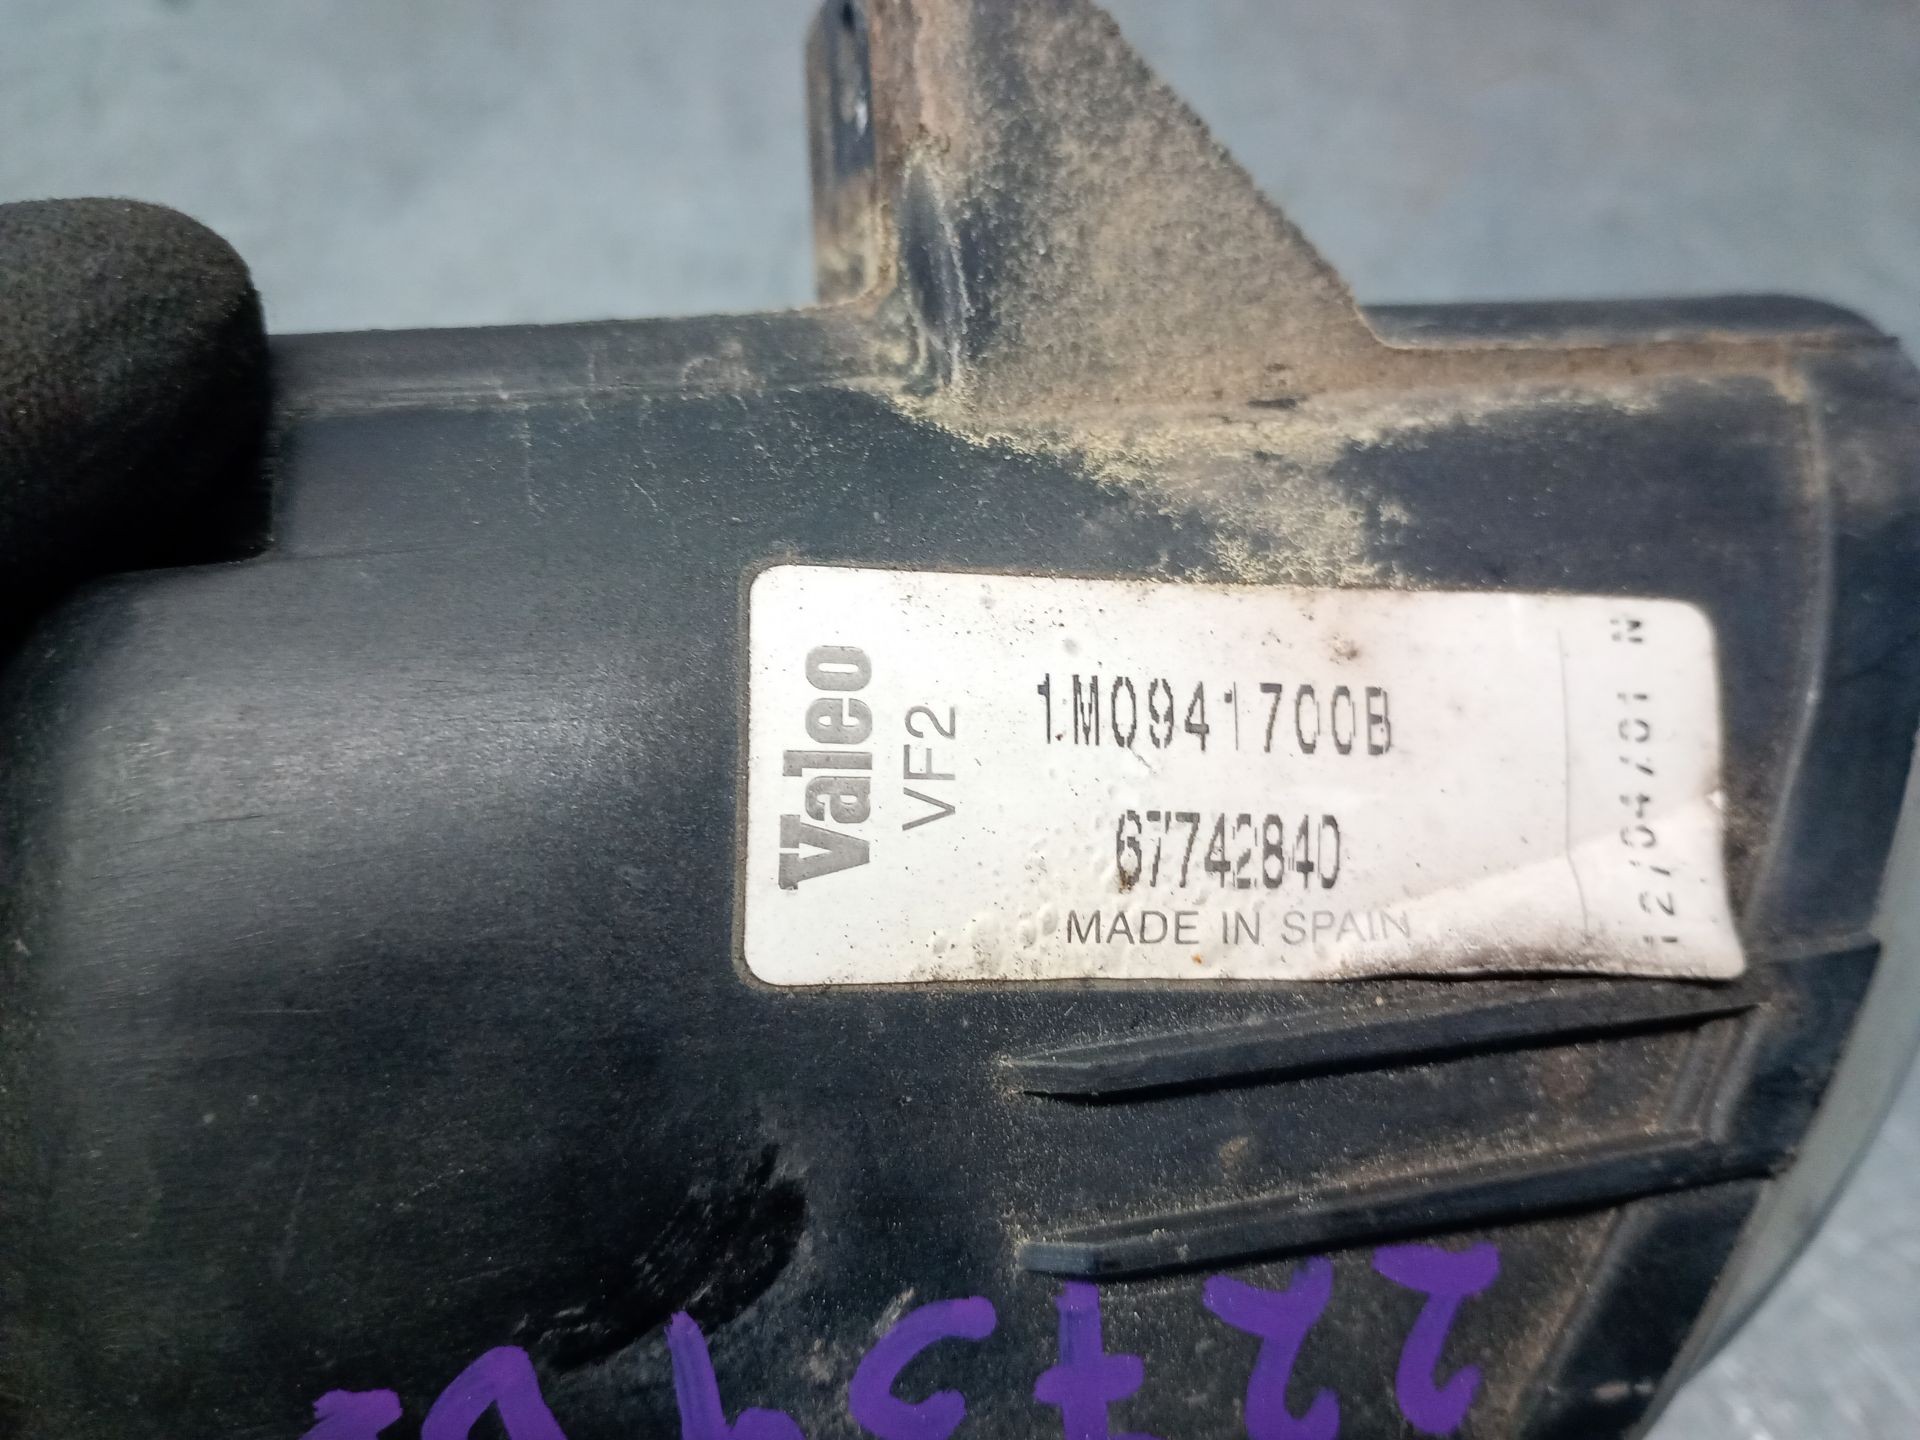 Valeo
VF2
1M0941700B
67742840
MADE IN SPAIN
12/04/01 N